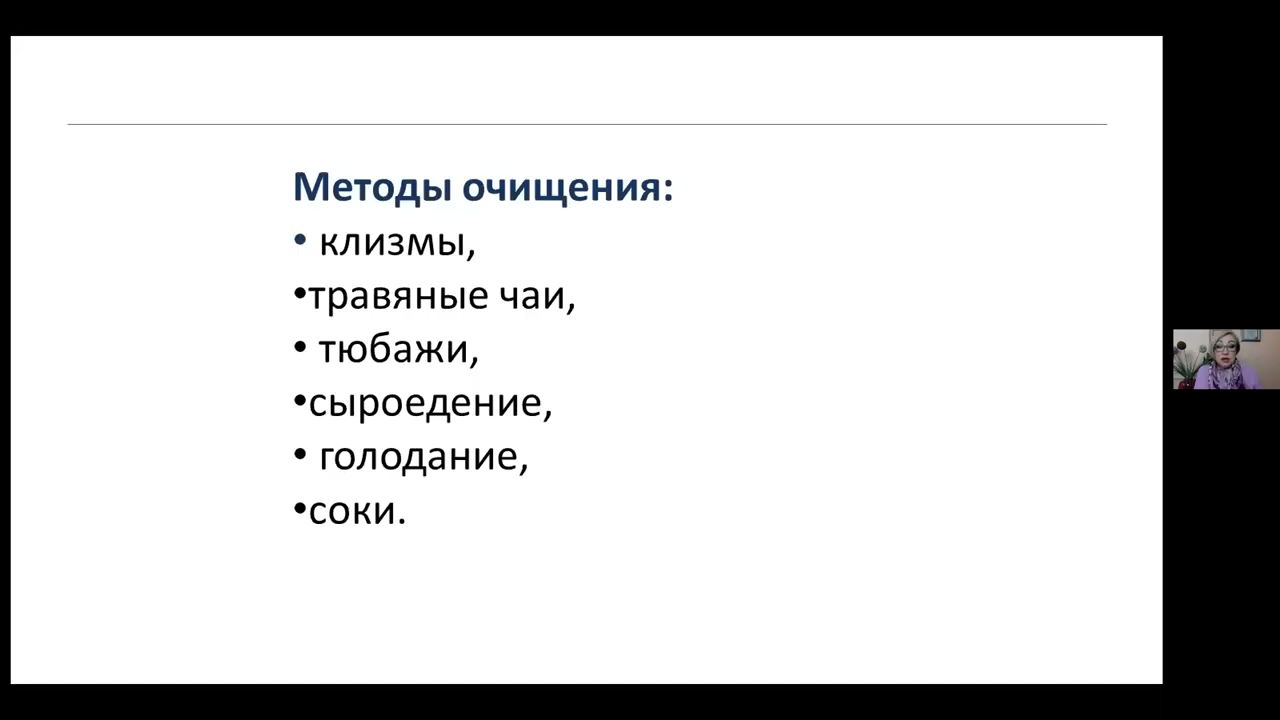 Методы очищения:
• клизмы,
•травяные чаи,
• тюбажи,
•сыроедение,
• голодание,
•соки.